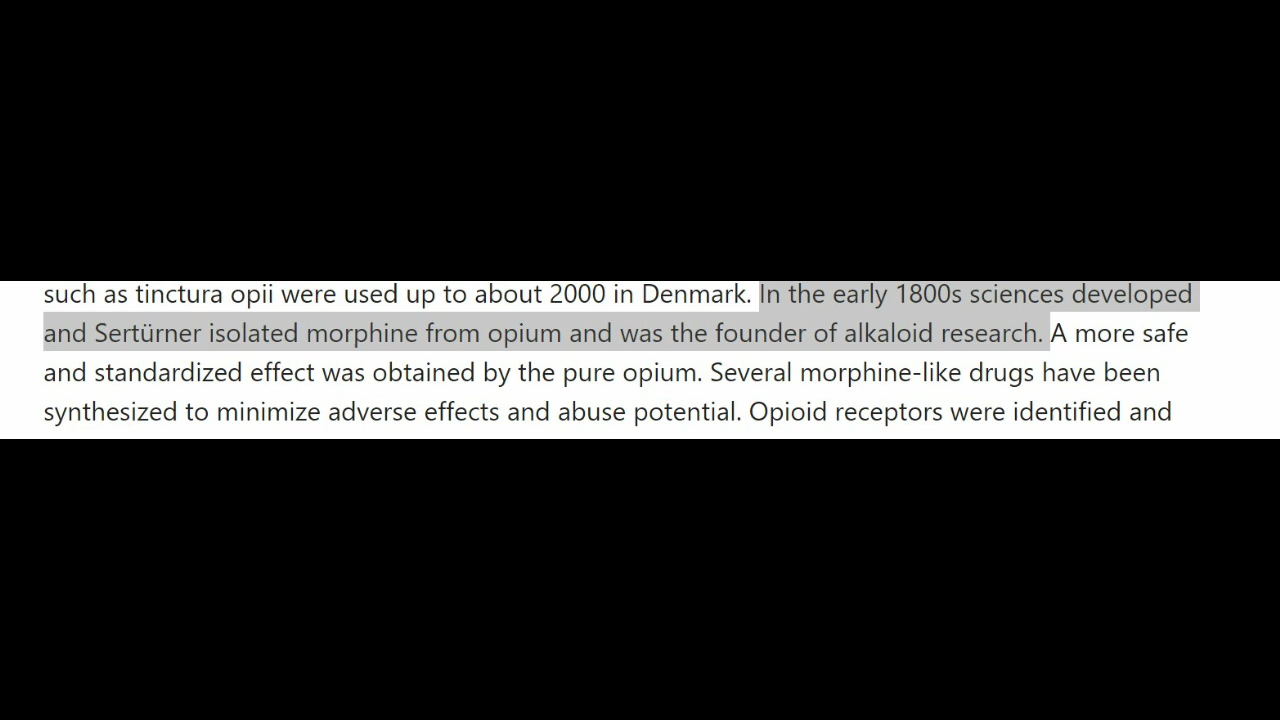 such as tinctura opii were used up to about 2000 in Denmark. In the early 1800s sciences developed
and Sertürner isolated morphine from opium and was the founder of alkaloid research. A more safe
and standardized effect was obtained by the pure opium. Several morphine-like drugs have been
synthesized to minimize adverse effects and abuse potential. Opioid receptors were identified and